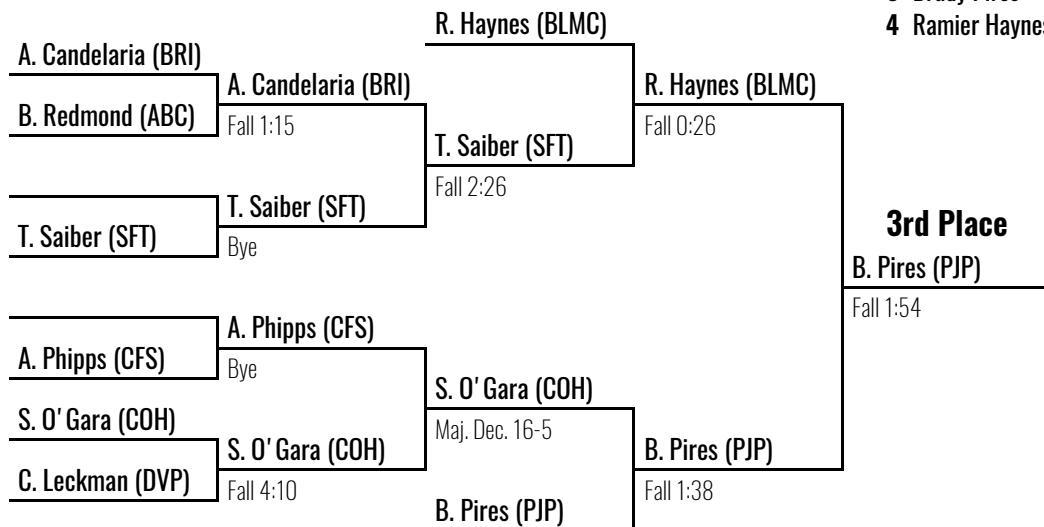 3 Brady Pires
4 Ramier Haynes
A. Candelaria (BRI)
B. Redmond (ABC)
T. Saiber (SFT)
A. Phipps (CFS)
S. O'Gara (COH)
C. Leckman (DVP)
A. Candelaria (BRI)
Fall 1:15
T. Saiber (SFT)
Bye
A. Phipps (CFS)
Bye
S. O'Gara (COH)
Fall 4:10
R. Haynes (BLMC)
T. Saiber (SFT)
Fall 2:26
S. O'Gara (COH)
Maj. Dec. 16-5
B. Pires (PJP)
R. Haynes (BLMC)
Fall 0:26
B. Pires (PJP)
Fall 1:38
3rd Place
B. Pires (PJP)
Fall 1:54